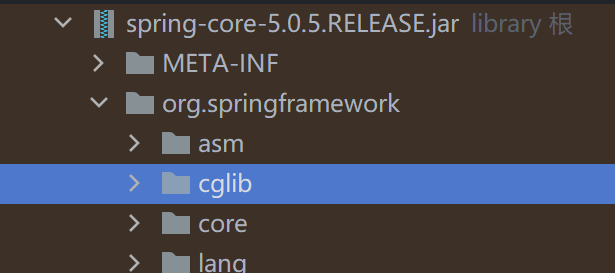 spring-core-5.0.5.RELEASE.jar library 根
META-INF
org.springframework
asm
cglib
core
lang